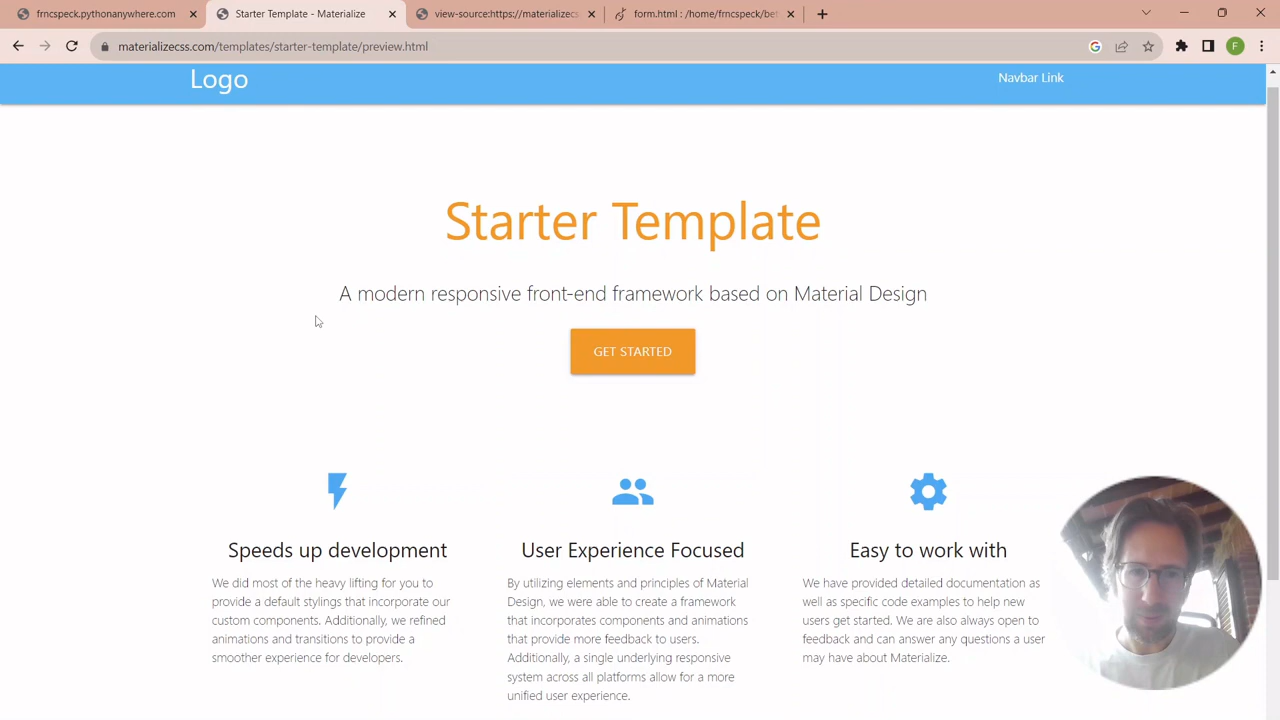 frncspeck.pythonanywhere.com
Starter Template - Materialize
view-source:https://materializecs
form.html : /home/frncspeck/bet
materializecss.com/templates/starter-template/preview.html
F
Logo
Navbar Link
Starter Template
A modern responsive front-end framework based on Material Design
GET STARTED
Speeds up development
We did most of the heavy lifting for you to
provide a default stylings that incorporate our
custom components. Additionally, we refined
animations and transitions to provide a
smoother experience for developers.
User Experience Focused
By utilizing elements and principles of Material
Design, we were able to create a framework
that incorporates components and animations
that provide more feedback to users.
Additionally, a single underlying responsive
system across all platforms allow for a more
unified user experience.
Easy to work with
We have provided detailed documentation as
well as specific code examples to help new
users get started. We are also always open to
feedback and can answer any questions a user
may have about Materialize.